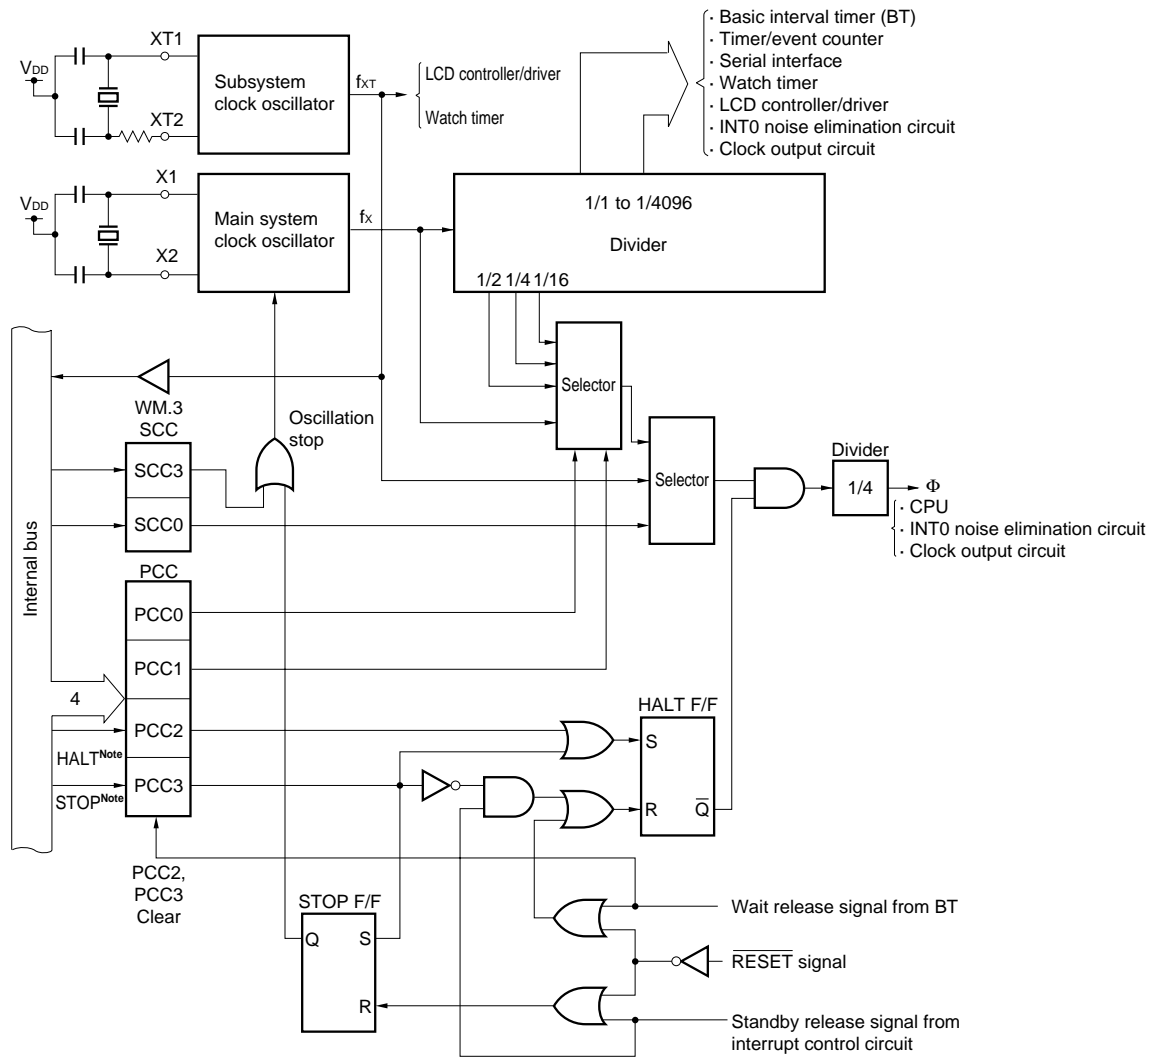 XT1
VDD
XT2
Subsystem
clock oscillator
fXT
LCD controller/driver
Watch timer
· Basic interval timer (BT)
· Timer/event counter
· Serial interface
· Watch timer
· LCD controller/driver
· INT0 noise elimination circuit
· Clock output circuit
X1
VDD
X2
Main system
clock oscillator
fX
1/1 to 1/4096
Divider
1/2 1/4 1/16
Selector
WM.3
SCC
SCC3
SCC0
Oscillation
stop
Selector
Divider
1/4
Φ
· CPU
· INT0 noise elimination circuit
· Clock output circuit
Internal bus
PCC
PCC0
PCC1
PCC2
PCC3
4
HALT Note
STOP Note
HALT F/F
S
R
Q̅
PCC2,
PCC3
Clear
STOP F/F
Q
S
R
Wait release signal from BT
R̅E̅S̅E̅T̅ signal
Standby release signal from
interrupt control circuit